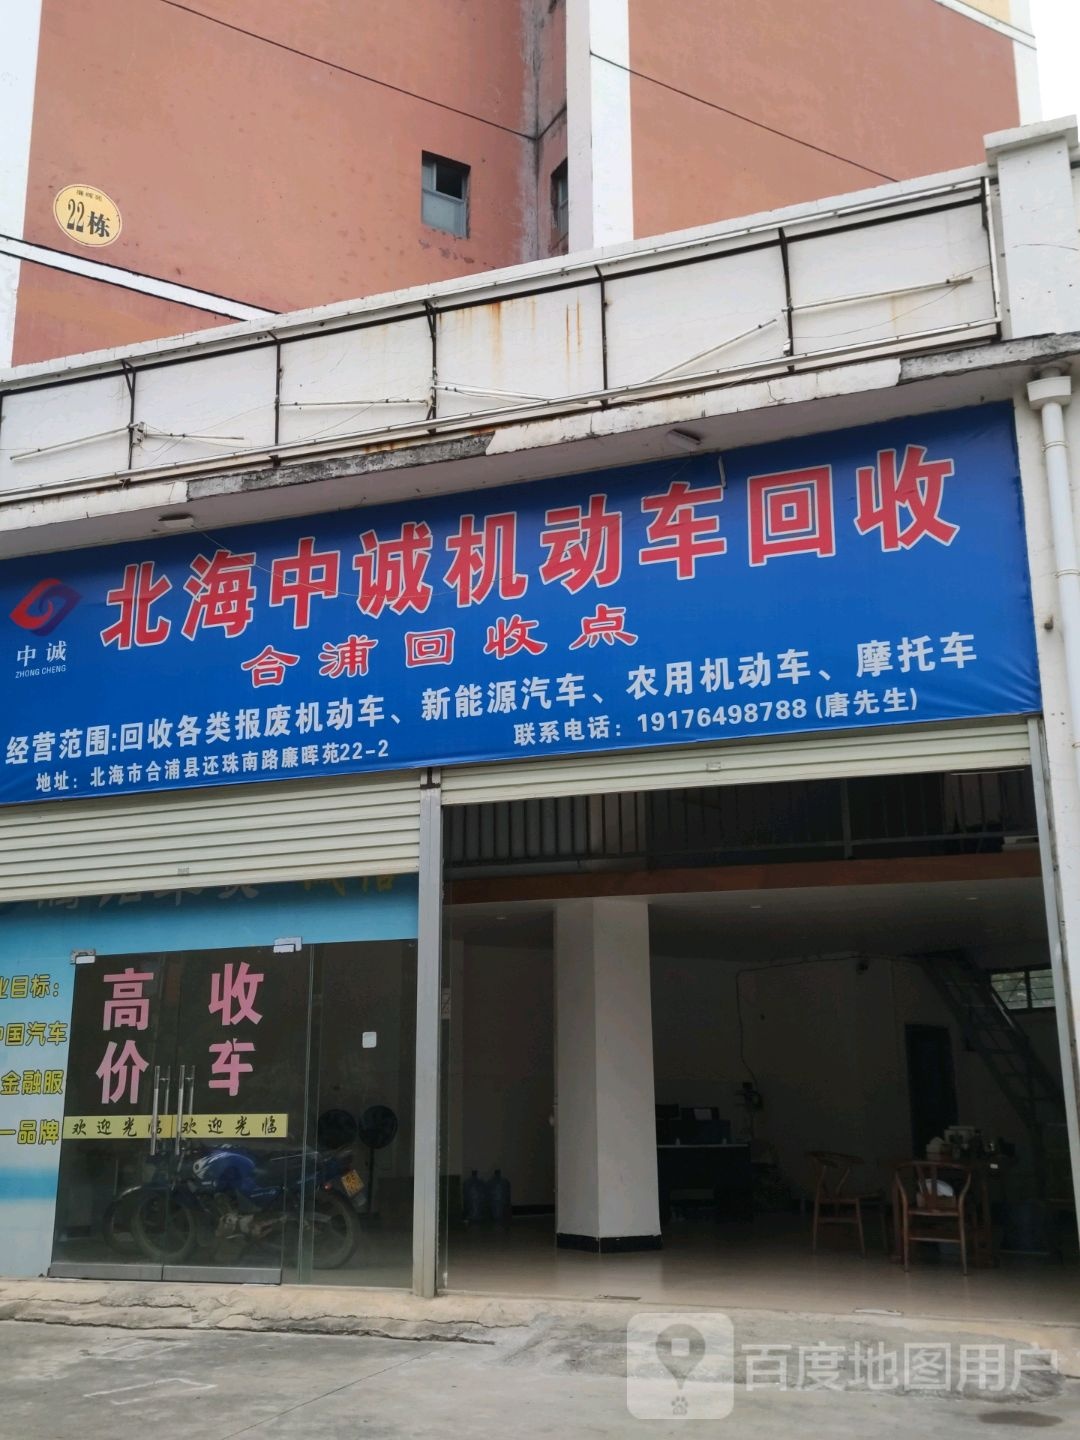 廉晖苑
22栋
北海中诚机动车回收
中诚
ZHONG CHENG
合浦回收点
经营范围:回收各类报废机动车、新能源汽车、农用机动车、摩托车
地址：北海市合浦县还珠南路廉晖苑22-2
联系电话：19176498788 (唐先生)
业目标：
中国汽车
金融服
一品牌
高价 收车
欢迎光临 欢迎光临
百度地图用户